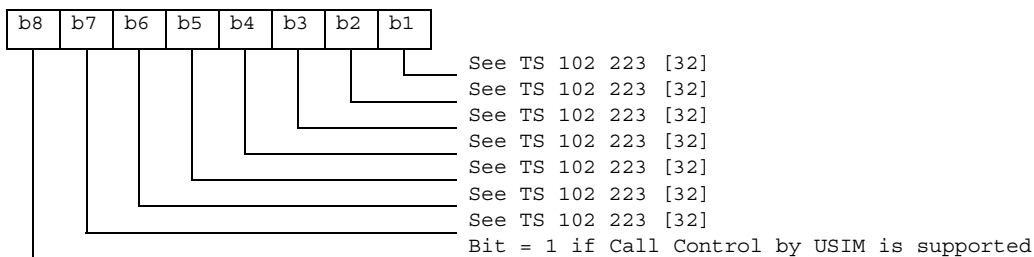 b8 b7 b6 b5 b4 b3 b2 b1
See TS 102 223 [32]
See TS 102 223 [32]
See TS 102 223 [32]
See TS 102 223 [32]
See TS 102 223 [32]
See TS 102 223 [32]
See TS 102 223 [32]
Bit = 1 if Call Control by USIM is supported